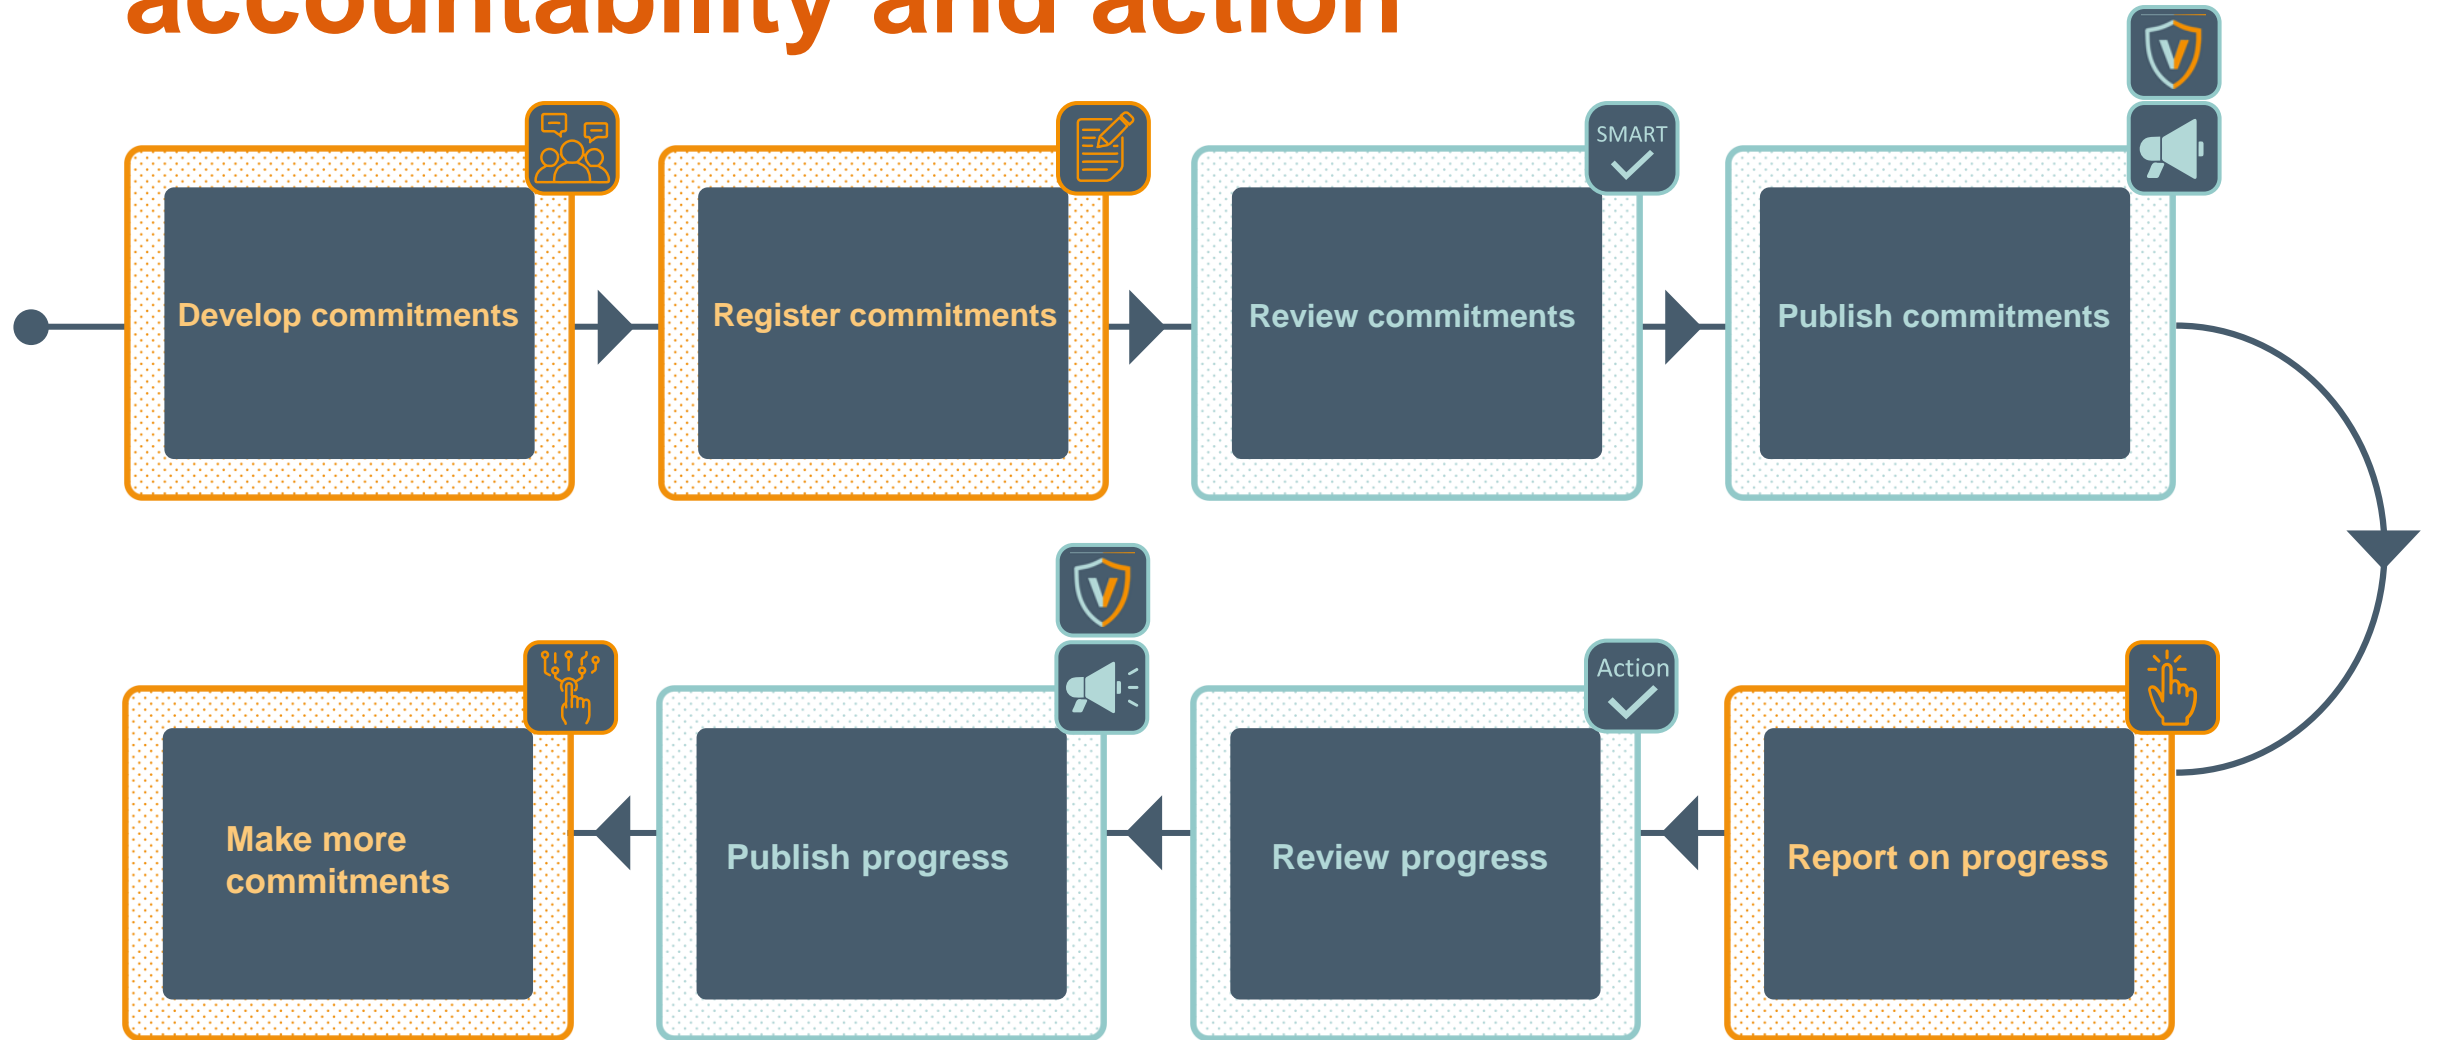 accountability and action
SMART
Develop commitments
Register commitments
Review commitments
Publish commitments
V
V
Action
Report on progress
Review progress
Publish progress
Make more
commitments